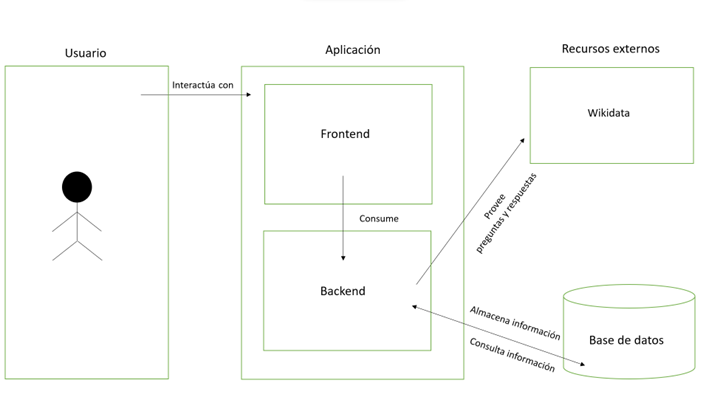 Usuario
Aplicación
Recursos externos
Interactúa con
Frontend
Wikidata
Consume
Provee
preguntas y respuestas
Backend
Almacena información
Consulta información
Base de datos